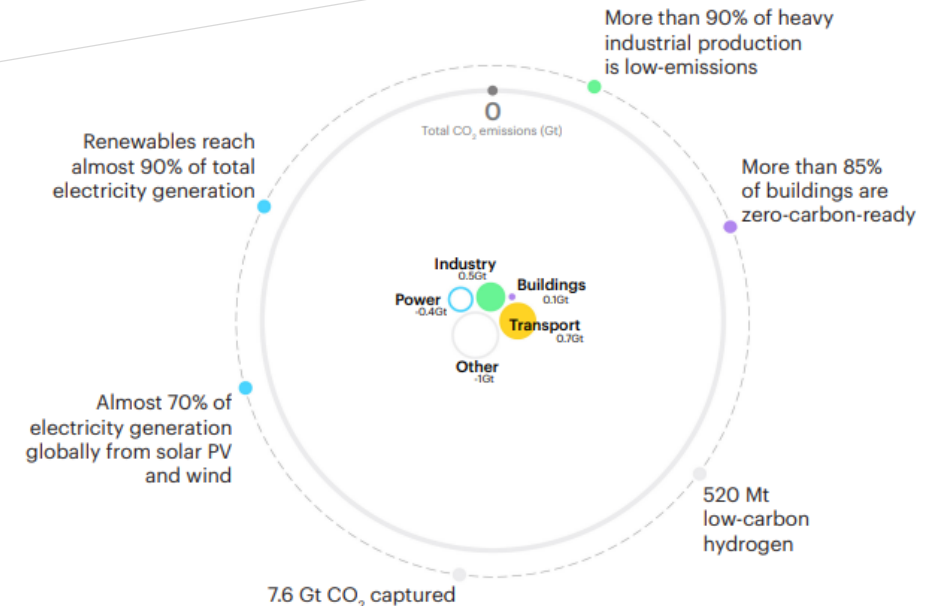 More than 90% of heavy
industrial production
is low-emissions
0
Total CO₂ emissions (Gt)
Renewables reach
almost 90% of total
electricity generation
More than 85%
of buildings are
zero-carbon-ready
Industry
0.5Gt
Buildings
0.1Gt
Power
-0.4Gt
Transport
0.7Gt
Other
-1Gt
Almost 70% of
electricity generation
globally from solar PV
and wind
520 Mt
low-carbon
hydrogen
7.6 Gt CO₂ captured